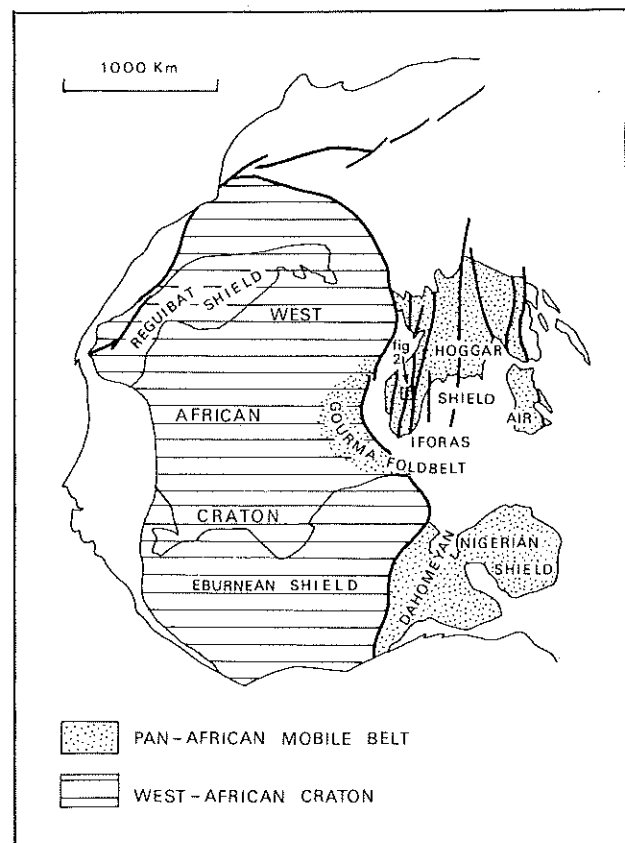 1000 Km
REGUIBAT SHIELD
WEST
fig
2
HOGGAR
SHIELD
AIR
AFRICAN
GOURMA FOLDBELT
IFORAS
CRATON
DAHOMEYAN
NIGERIAN
SHIELD
EBURNEAN SHIELD
PAN-AFRICAN MOBILE BELT
WEST-AFRICAN CRATON